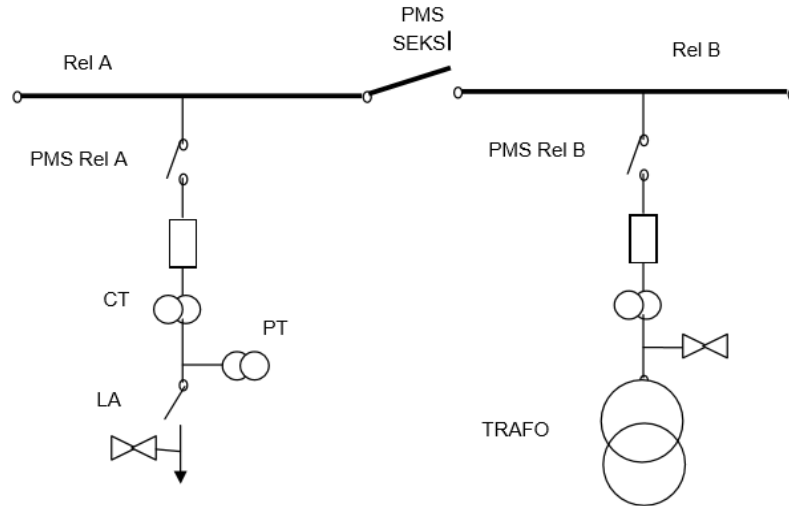 PMS
SEKSI
Rel A
Rel B
PMS Rel A
PMS Rel B
CT
PT
LA
TRAFO